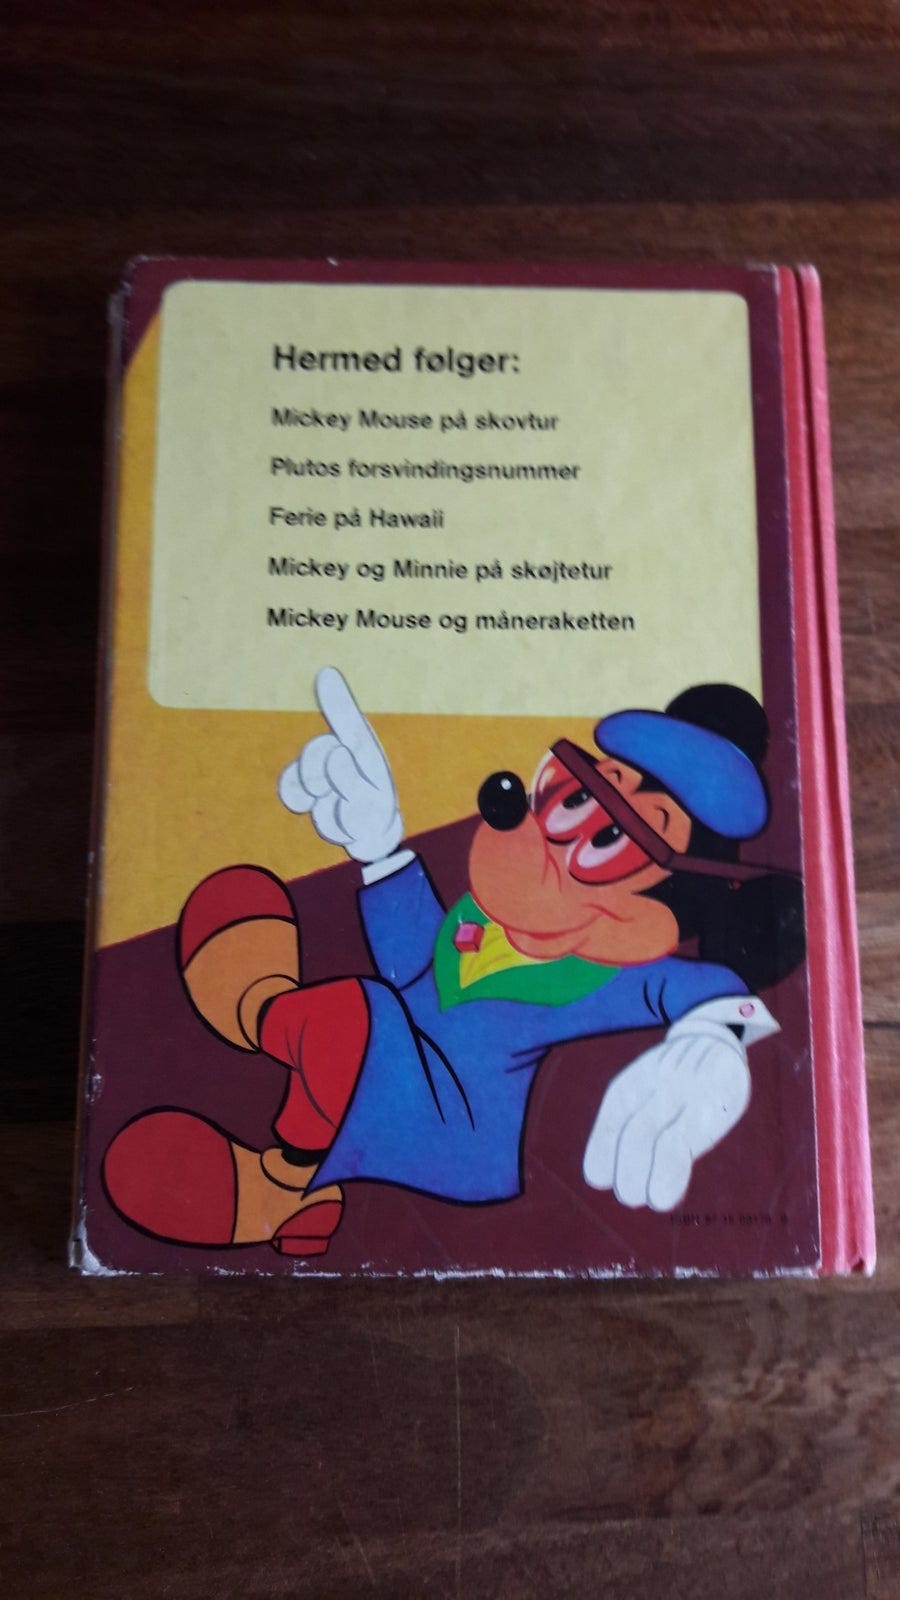 Hermed følger:
Mickey Mouse på skovtur
Plutos forsvindingsnummer
Ferie på Hawaii
Mickey og Minnie på skøjtetur
Mickey Mouse og måneraketten
ISBN